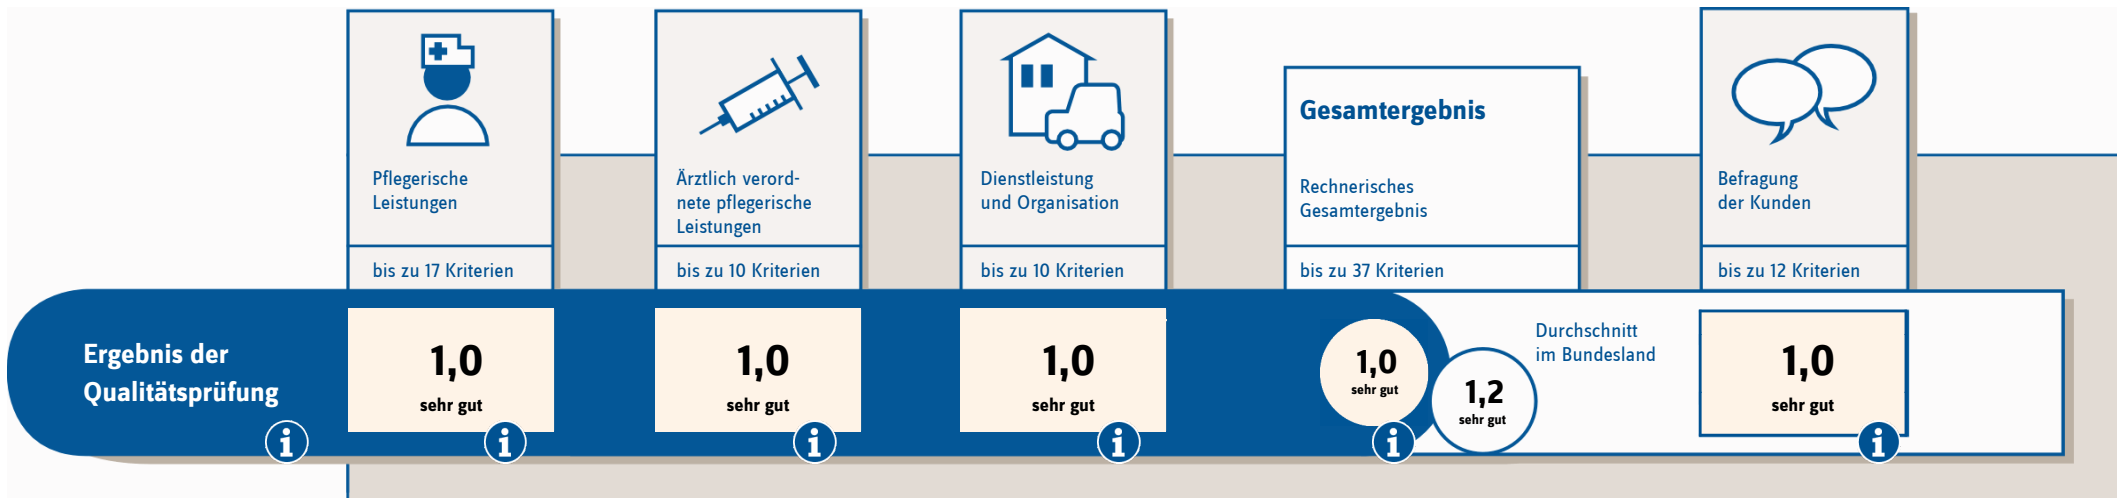 Pflegerische
Leistungen
bis zu 17 Kriterien
Ärztlich verord-
nete pflegerische
Leistungen
bis zu 10 Kriterien
Dienstleistung
und Organisation
bis zu 10 Kriterien
Gesamtergebnis
Rechnerisches
Gesamtergebnis
bis zu 37 Kriterien
Befragung
der Kunden
bis zu 12 Kriterien
Ergebnis der
Qualitätsprüfung
i
1,0
sehr gut
i
1,0
sehr gut
i
1,0
sehr gut
i
1,0
sehr gut
i
1,2
sehr gut
Durchschnitt
im Bundesland
1,0
sehr gut
i